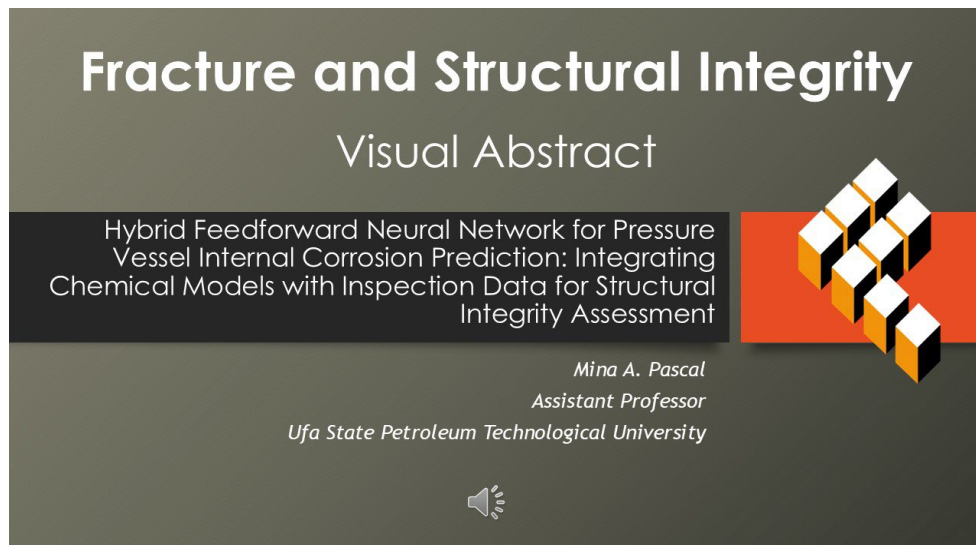 Fracture and Structural Integrity
Visual Abstract
Hybrid Feedforward Neural Network for Pressure
Vessel Internal Corrosion Prediction: Integrating
Chemical Models with Inspection Data for Structural
Integrity Assessment
Mina A. Pascal
Assistant Professor
Ufa State Petroleum Technological University